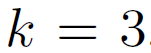 k = 3.